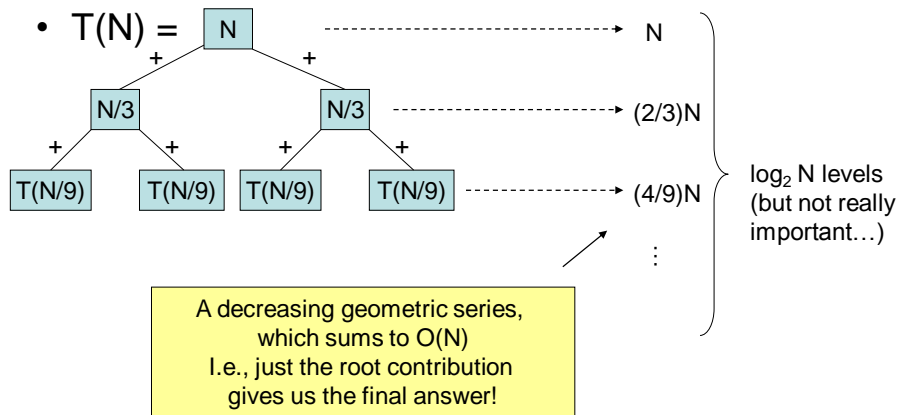 • T(N) = N N
+ +
N/3 N/3 (2/3)N
+ + + +
T(N/9) T(N/9) T(N/9) T(N/9) (4/9)N
⋮
log₂ N levels
(but not really
important…)
A decreasing geometric series,
which sums to O(N)
I.e., just the root contribution
gives us the final answer!